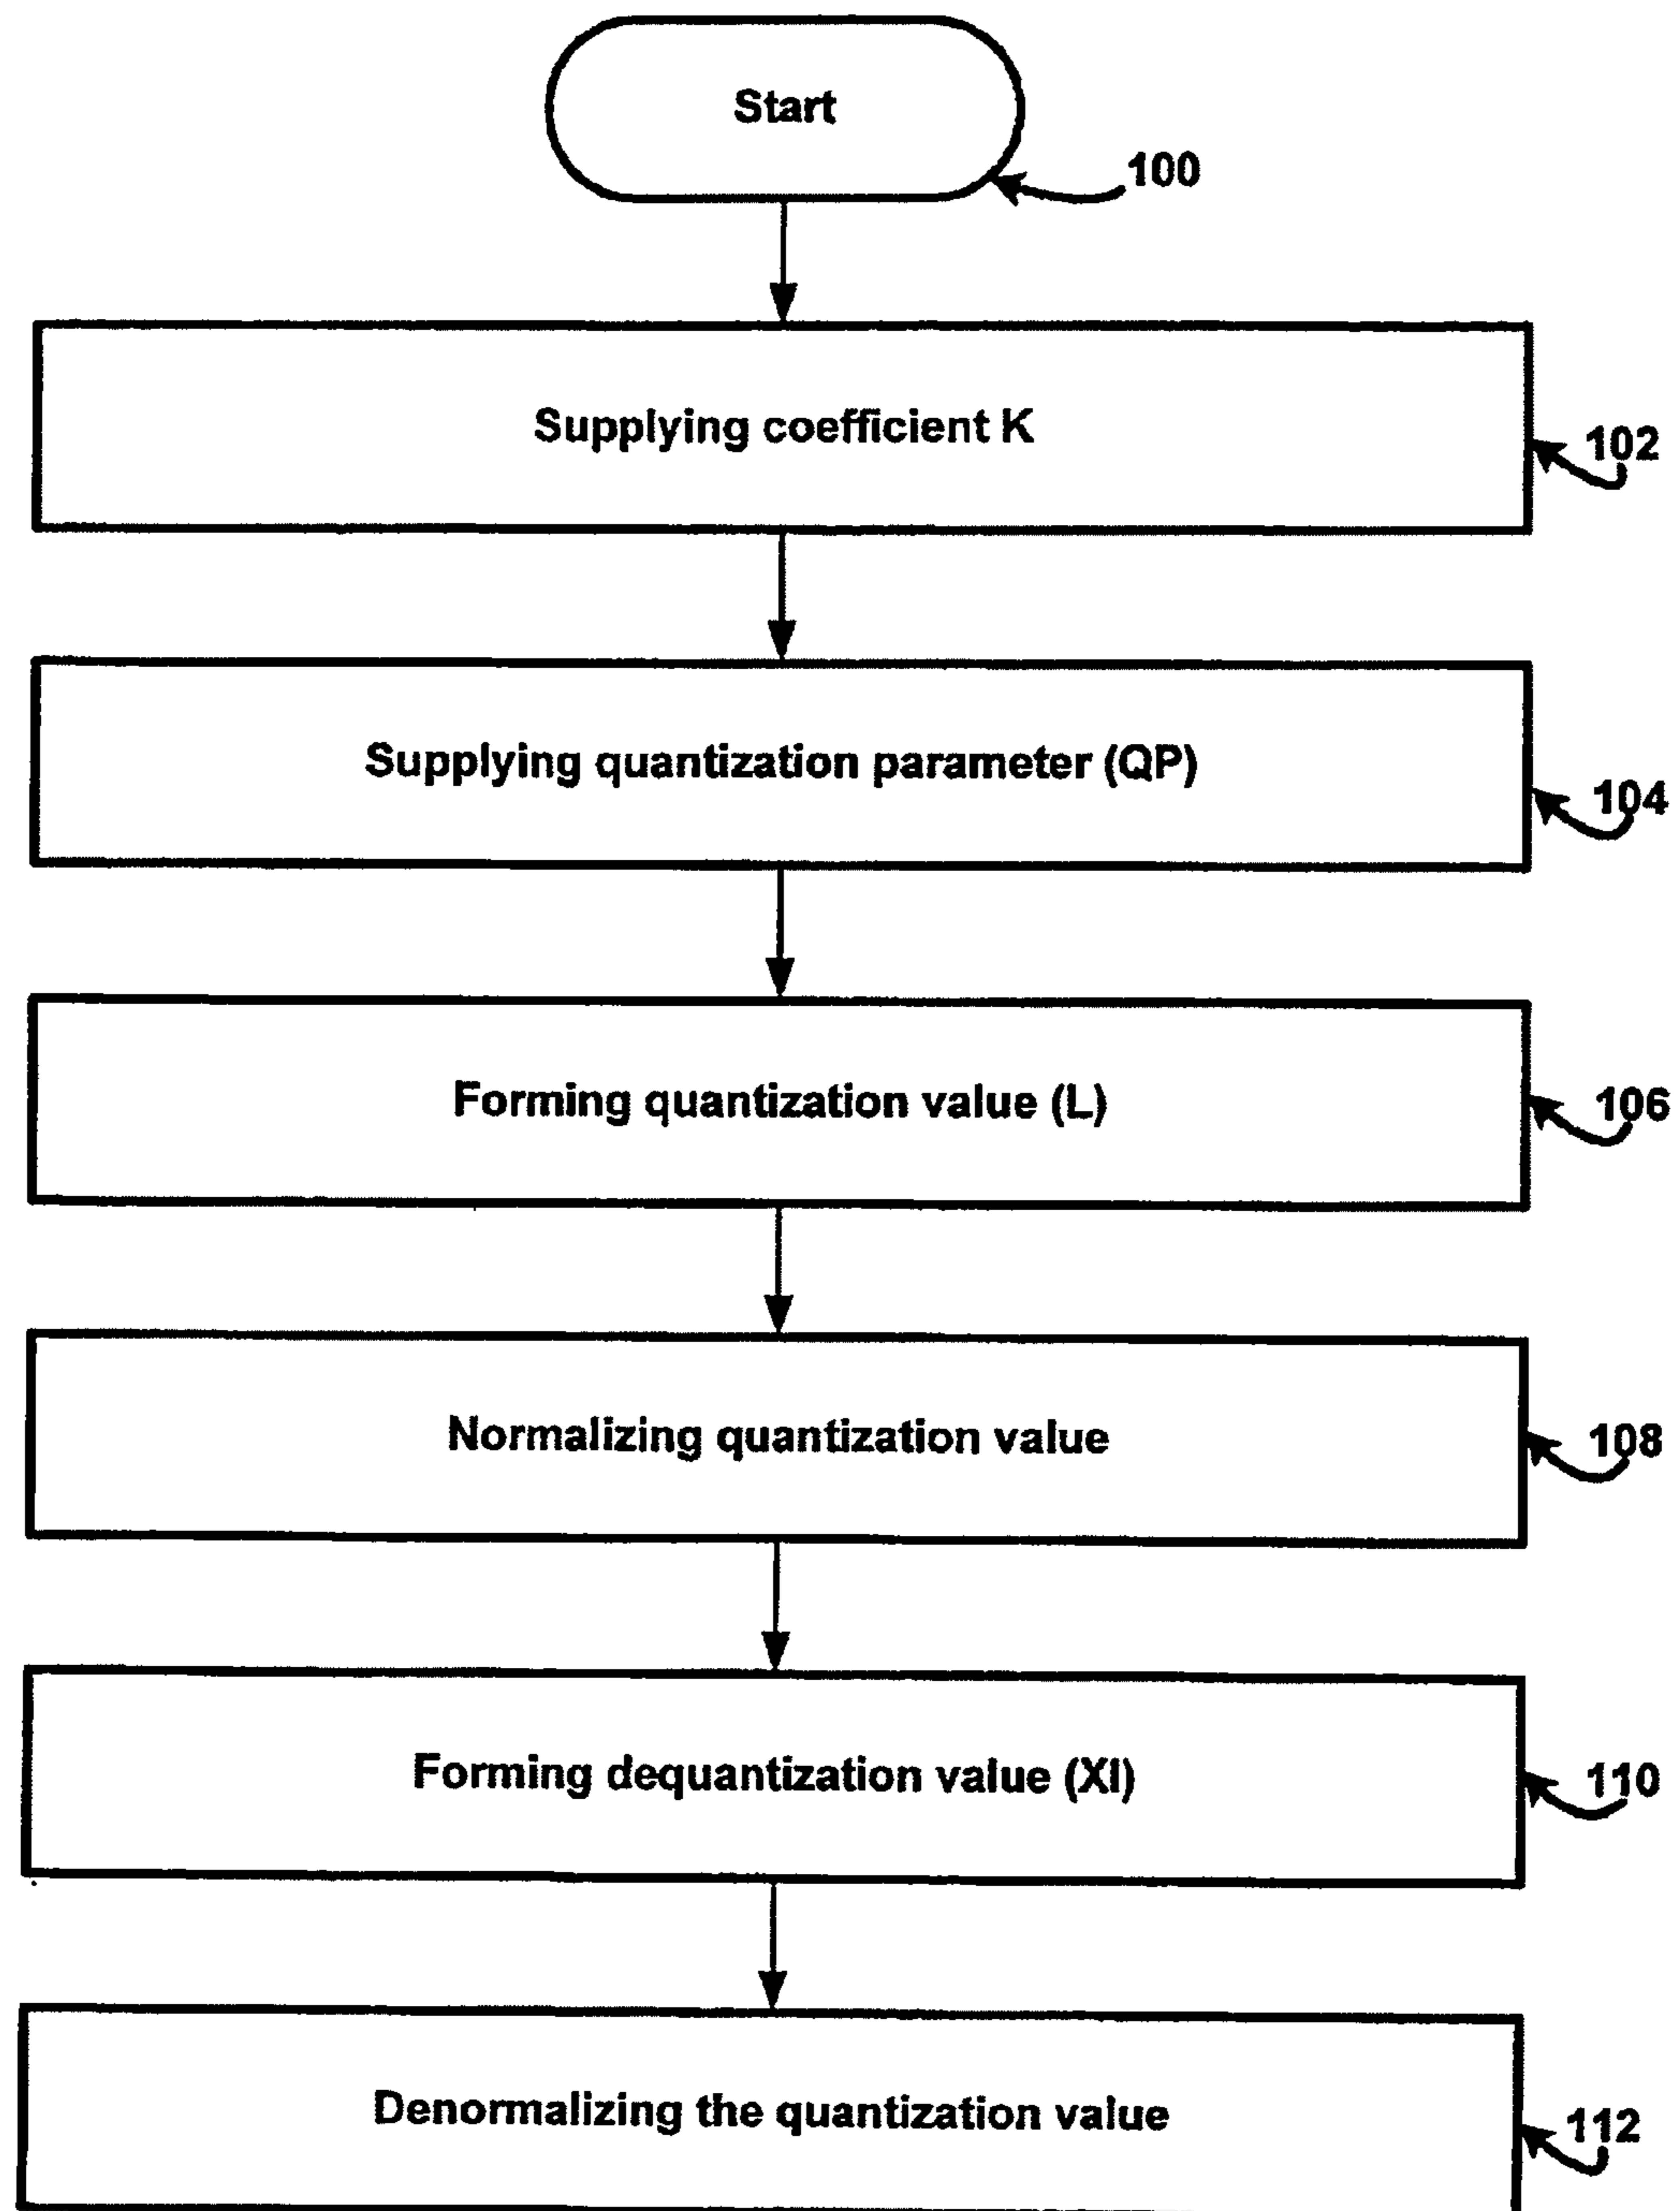 Start
100
Supplying coefficient K
102
Supplying quantization parameter (QP)
104
Forming quantization value (L)
106
Normalizing quantization value
108
Forming dequantization value (XI)
110
Denormalizing the quantization value
112